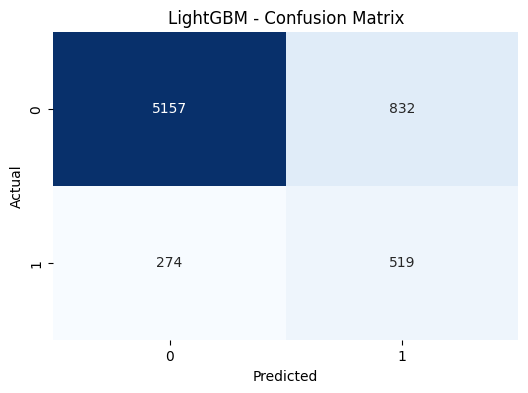 LightGBM - Confusion Matrix
Actual
0
5157
832
1
274
519
0
1
Predicted